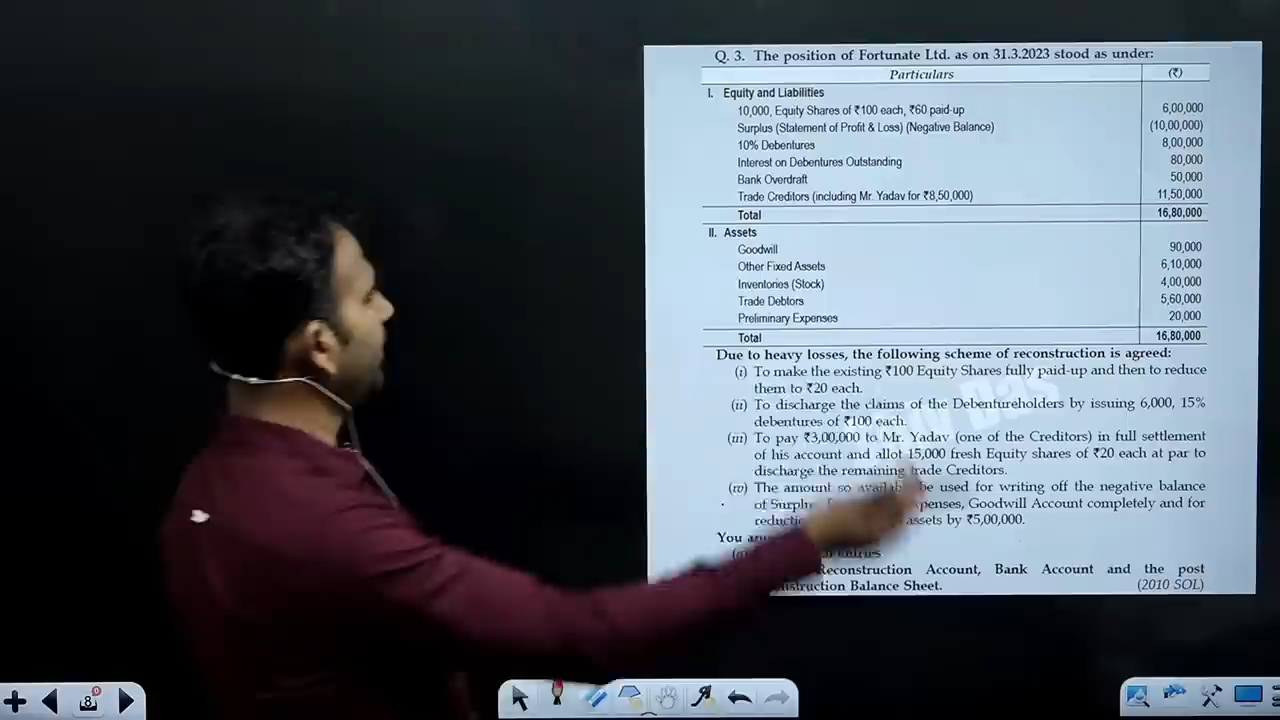 Q. 3. The position of Fortunate Ltd. as on 31.3.2023 stood as under:
Particulars (₹)
I. Equity and Liabilities
10,000, Equity Shares of ₹100 each, ₹60 paid-up 6,00,000
Surplus (Statement of Profit & Loss) (Negative Balance) (10,00,000)
10% Debentures 8,00,000
Interest on Debentures Outstanding 80,000
Bank Overdraft 50,000
Trade Creditors (including Mr. Yadav for ₹8,50,000) 11,50,000
Total 16,80,000
II. Assets
Goodwill 90,000
Other Fixed Assets 6,10,000
Inventories (Stock) 4,00,000
Trade Debtors 5,60,000
Preliminary Expenses 20,000
Total 16,80,000
Due to heavy losses, the following scheme of reconstruction is agreed:
(i) To make the existing ₹100 Equity Shares fully paid-up and then to reduce
them to ₹20 each.
(ii) To discharge the claims of the Debentureholders by issuing 6,000, 15%
debentures of ₹100 each.
(iii) To pay ₹3,00,000 to Mr. Yadav (one of the Creditors) in full settlement
of his account and allot 15,000 fresh Equity shares of ₹20 each at par to
discharge the remaining trade Creditors.
(iv) The amount so be used for writing off the negative balance
of Goodwill Account completely and for
assets by ₹5,00,000.
You
Reconstruction Account, Bank Account and the post
Balance Sheet. (2010 SOL)
Das
8